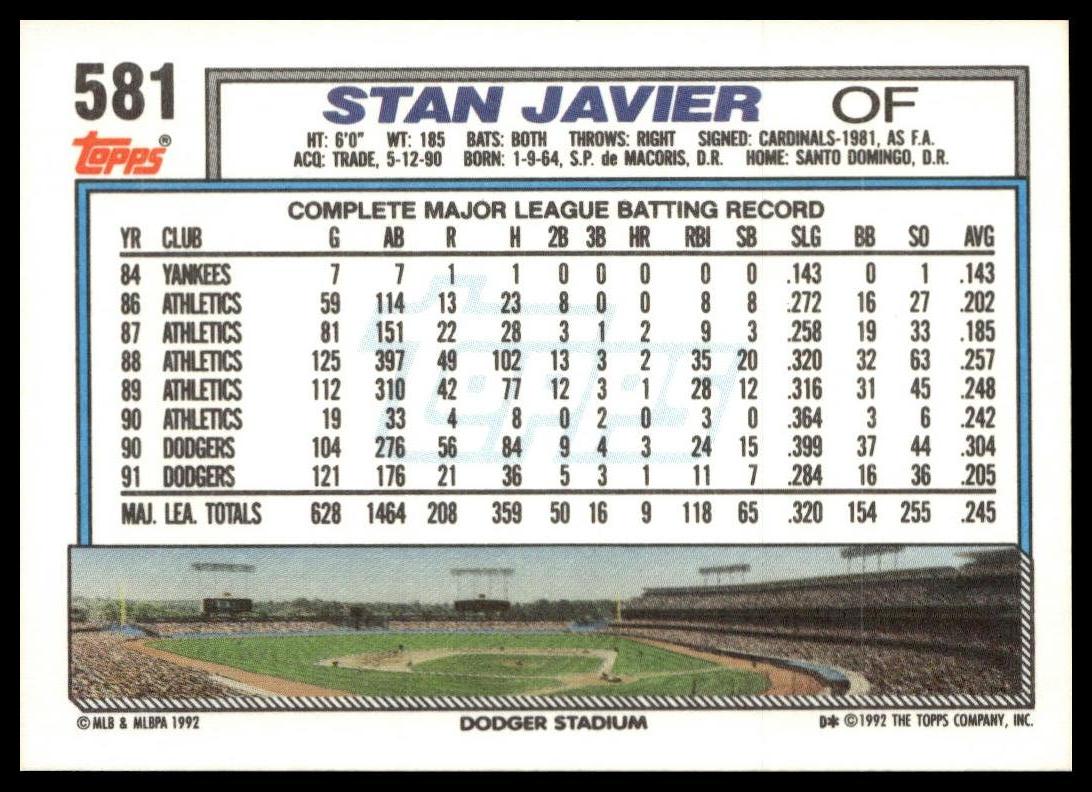 581
Topps®
STAN JAVIER OF
HT: 6'0" WT: 185 BATS: BOTH THROWS: RIGHT SIGNED: CARDINALS-1981, AS F.A.
ACQ: TRADE, 5-12-90 BORN: 1-9-64, S.P. de MACORIS, D.R. HOME: SANTO DOMINGO, D.R.
COMPLETE MAJOR LEAGUE BATTING RECORD
YR CLUB G AB R H 2B 3B HR RBI SB SLG BB SO AVG
84 YANKEES 7 7 1 1 0 0 0 0 0 .143 0 1 .143
86 ATHLETICS 59 114 13 23 8 0 0 8 8 .272 16 27 .202
87 ATHLETICS 81 151 22 28 3 1 2 9 3 .258 19 33 .185
88 ATHLETICS 125 397 49 102 13 3 2 35 20 .320 32 63 .257
89 ATHLETICS 112 310 42 77 12 3 1 28 12 .316 31 45 .248
90 ATHLETICS 19 33 4 8 0 2 0 3 0 .364 3 6 .242
90 DODGERS 104 276 56 84 9 4 3 24 15 .399 37 44 .304
91 DODGERS 121 176 21 36 5 3 1 11 7 .284 16 36 .205
MAJ. LEA. TOTALS 628 1464 208 359 50 16 9 118 65 .320 154 255 .245
Topps
© MLB & MLBPA 1992 DODGER STADIUM D* © 1992 THE TOPPS COMPANY, INC.